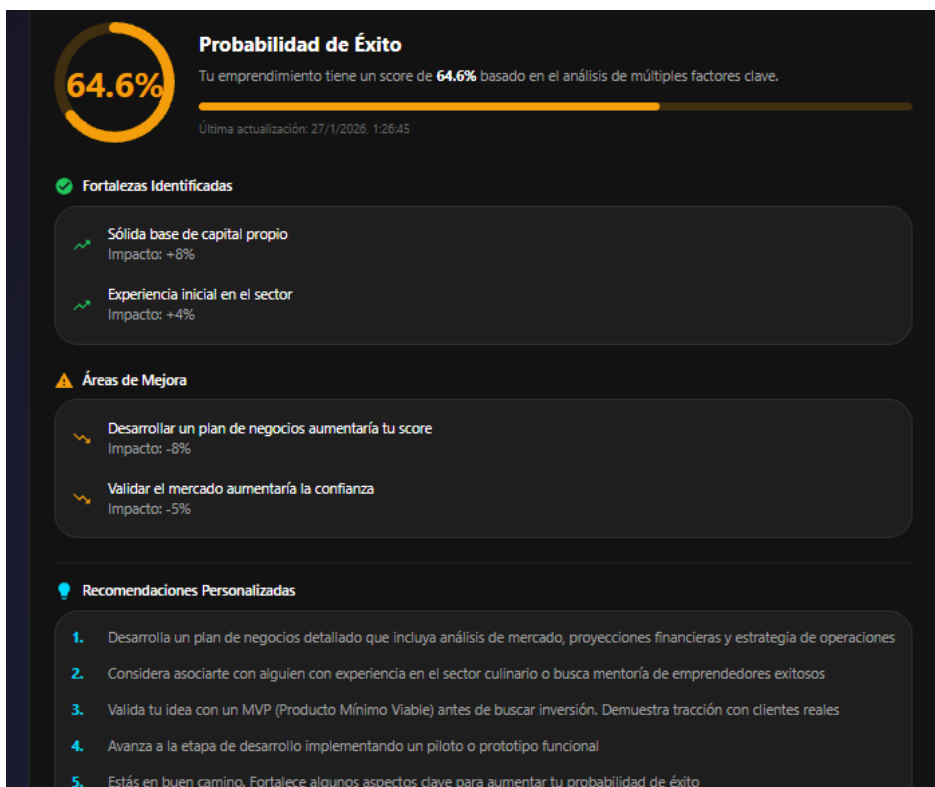 64.6%
Probabilidad de Éxito
Tu emprendimiento tiene un score de 64.6% basado en el análisis de múltiples factores clave.
Última actualización: 27/1/2026, 1:26:45
Fortalezas Identificadas
Sólida base de capital propio
Impacto: +8%
Experiencia inicial en el sector
Impacto: +4%
Áreas de Mejora
Desarrollar un plan de negocios aumentaría tu score
Impacto: -8%
Validar el mercado aumentaría la confianza
Impacto: -5%
Recomendaciones Personalizadas
1. Desarrolla un plan de negocios detallado que incluya análisis de mercado, proyecciones financieras y estrategia de operaciones
2. Considera asociarte con alguien con experiencia en el sector culinario o busca mentoría de emprendedores exitosos
3. Valida tu idea con un MVP (Producto Mínimo Viable) antes de buscar inversión. Demuestra tracción con clientes reales
4. Avanza a la etapa de desarrollo implementando un piloto o prototipo funcional
5. Estás en buen camino. Fortalece algunos aspectos clave para aumentar tu probabilidad de éxito